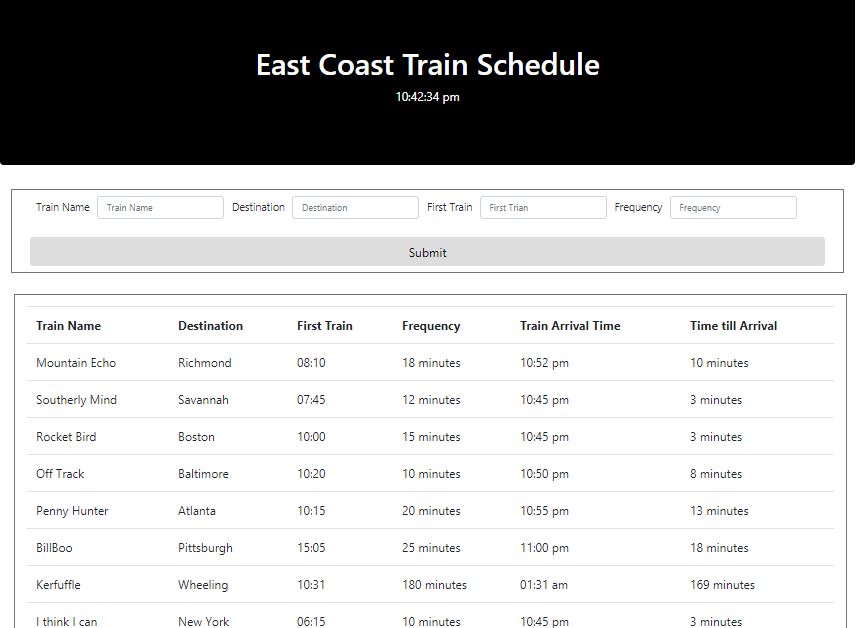 East Coast Train Schedule
10:42:34 pm
Train Name Train Name Destination Destination First Train First Trian Frequency Frequency
Submit
Train Name Destination First Train Frequency Train Arrival Time Time till Arrival
Mountain Echo Richmond 08:10 18 minutes 10:52 pm 10 minutes
Southerly Mind Savannah 07:45 12 minutes 10:45 pm 3 minutes
Rocket Bird Boston 10:00 15 minutes 10:45 pm 3 minutes
Off Track Baltimore 10:20 10 minutes 10:50 pm 8 minutes
Penny Hunter Atlanta 10:15 20 minutes 10:55 pm 13 minutes
BillBoo Pittsburgh 15:05 25 minutes 11:00 pm 18 minutes
Kerfuffle Wheeling 10:31 180 minutes 01:31 am 169 minutes
I think I can New York 06:15 10 minutes 10:45 pm 3 minutes